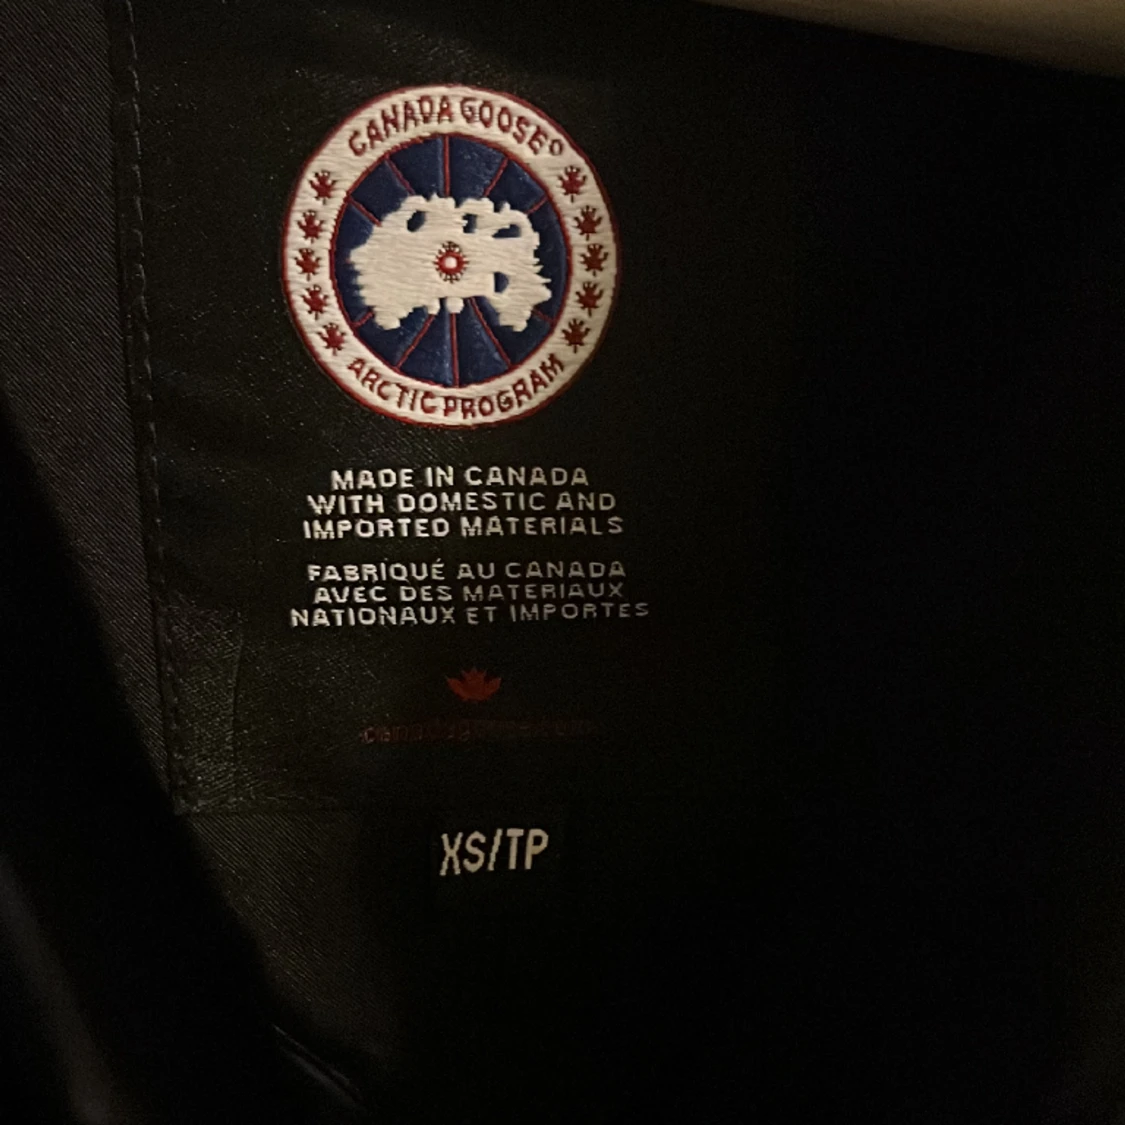 CANADA GOOSE®
ARCTIC PROGRAM
MADE IN CANADA
WITH DOMESTIC AND
IMPORTED MATERIALS
FABRIQUÉ AU CANADA
AVEC DES MATERIAUX
NATIONAUX ET IMPORTES
XS/TP